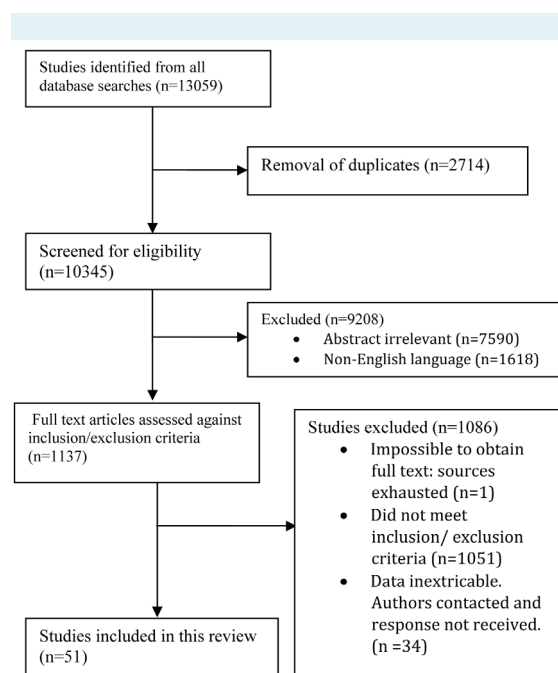 Studies identified from all
database searches (n=13059)
Removal of duplicates (n=2714)
Screened for eligibility
(n=10345)
Excluded (n=9208)
• Abstract irrelevant (n=7590)
• Non-English language (n=1618)
Full text articles assessed against
inclusion/exclusion criteria
(n=1137)
Studies excluded (n=1086)
• Impossible to obtain
full text: sources
exhausted (n=1)
• Did not meet
inclusion/ exclusion
criteria (n=1051)
• Data inextricable.
Authors contacted and
response not received.
(n =34)
Studies included in this review
(n=51)